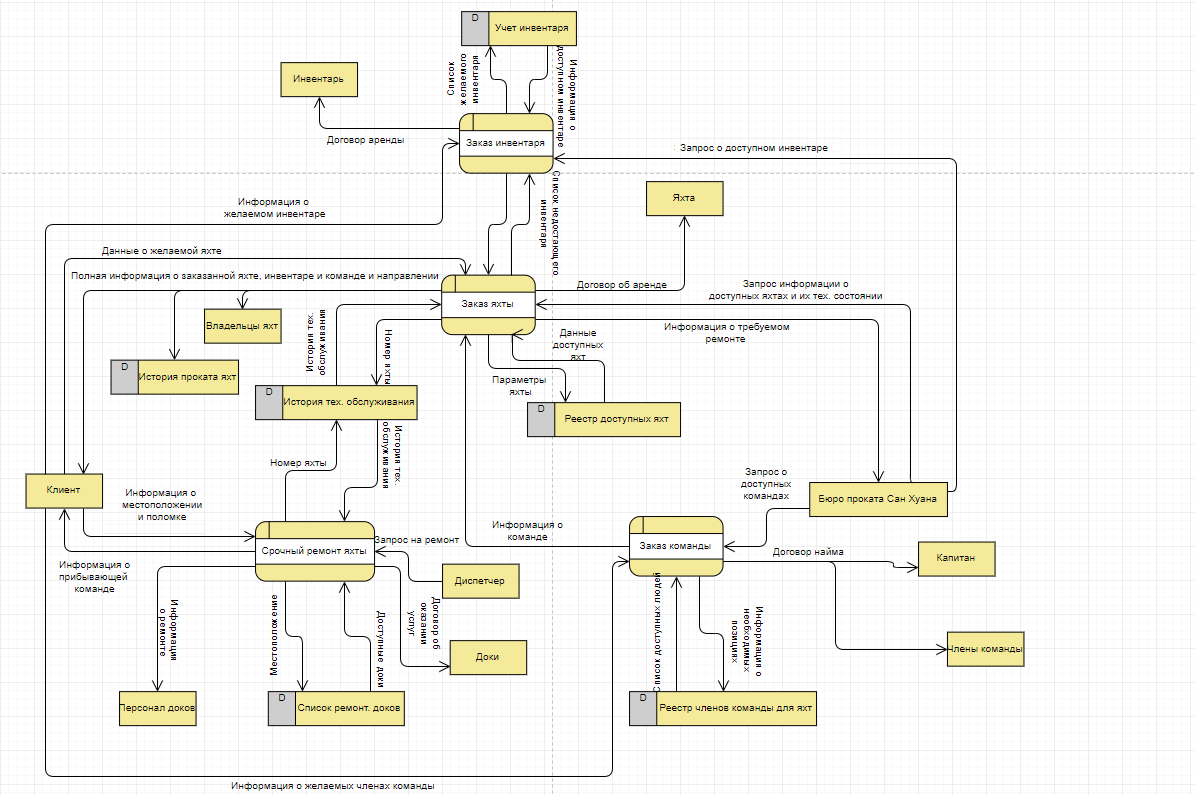 D
Учет инвентаря
Список
желаемого
инвентаря
Информация о
доступном инвентаре
Инвентарь
Договор аренды
Заказ инвентаря
Запрос о доступном инвентаре
Информация о
желаемом инвентаре
Список недостающего
инвентаря
Яхта
Данные о желаемой яхте
Полная информация о заказанной яхте, инвентаре и команде и направлении
Договор об аренде
Запрос информации о
доступных яхтах и их тех. состоянии
Заказ яхты
Владельцы яхт
История тех.
обслуживания
Номер яхты
Информация о требуемом
ремонте
Данные
доступных
яхт
D
История проката яхт
Параметры
яхты
D
История тех. обслуживания
D
Реестр доступных яхт
История тех.
обслуживания
Номер яхты
Клиент
Информация о
местоположении
и поломке
Запрос о
доступных
командах
Бюро проката Сан Хуана
Информация о
команде
Срочный ремонт яхты
Запрос на ремонт
Заказ команды
Договор найма
Капитан
Информация о
прибывающей
команде
Диспетчер
Информация
о ремонте
Местоположение
Доступные доки
Договор об
оказании
услуг
Доки
Список доступных людей
Информация о
необходимых
позициях
Члены команды
Персонал доков
D
Список ремонт. доков
D
Реестр членов команды для яхт
Информация о желаемых членах команды